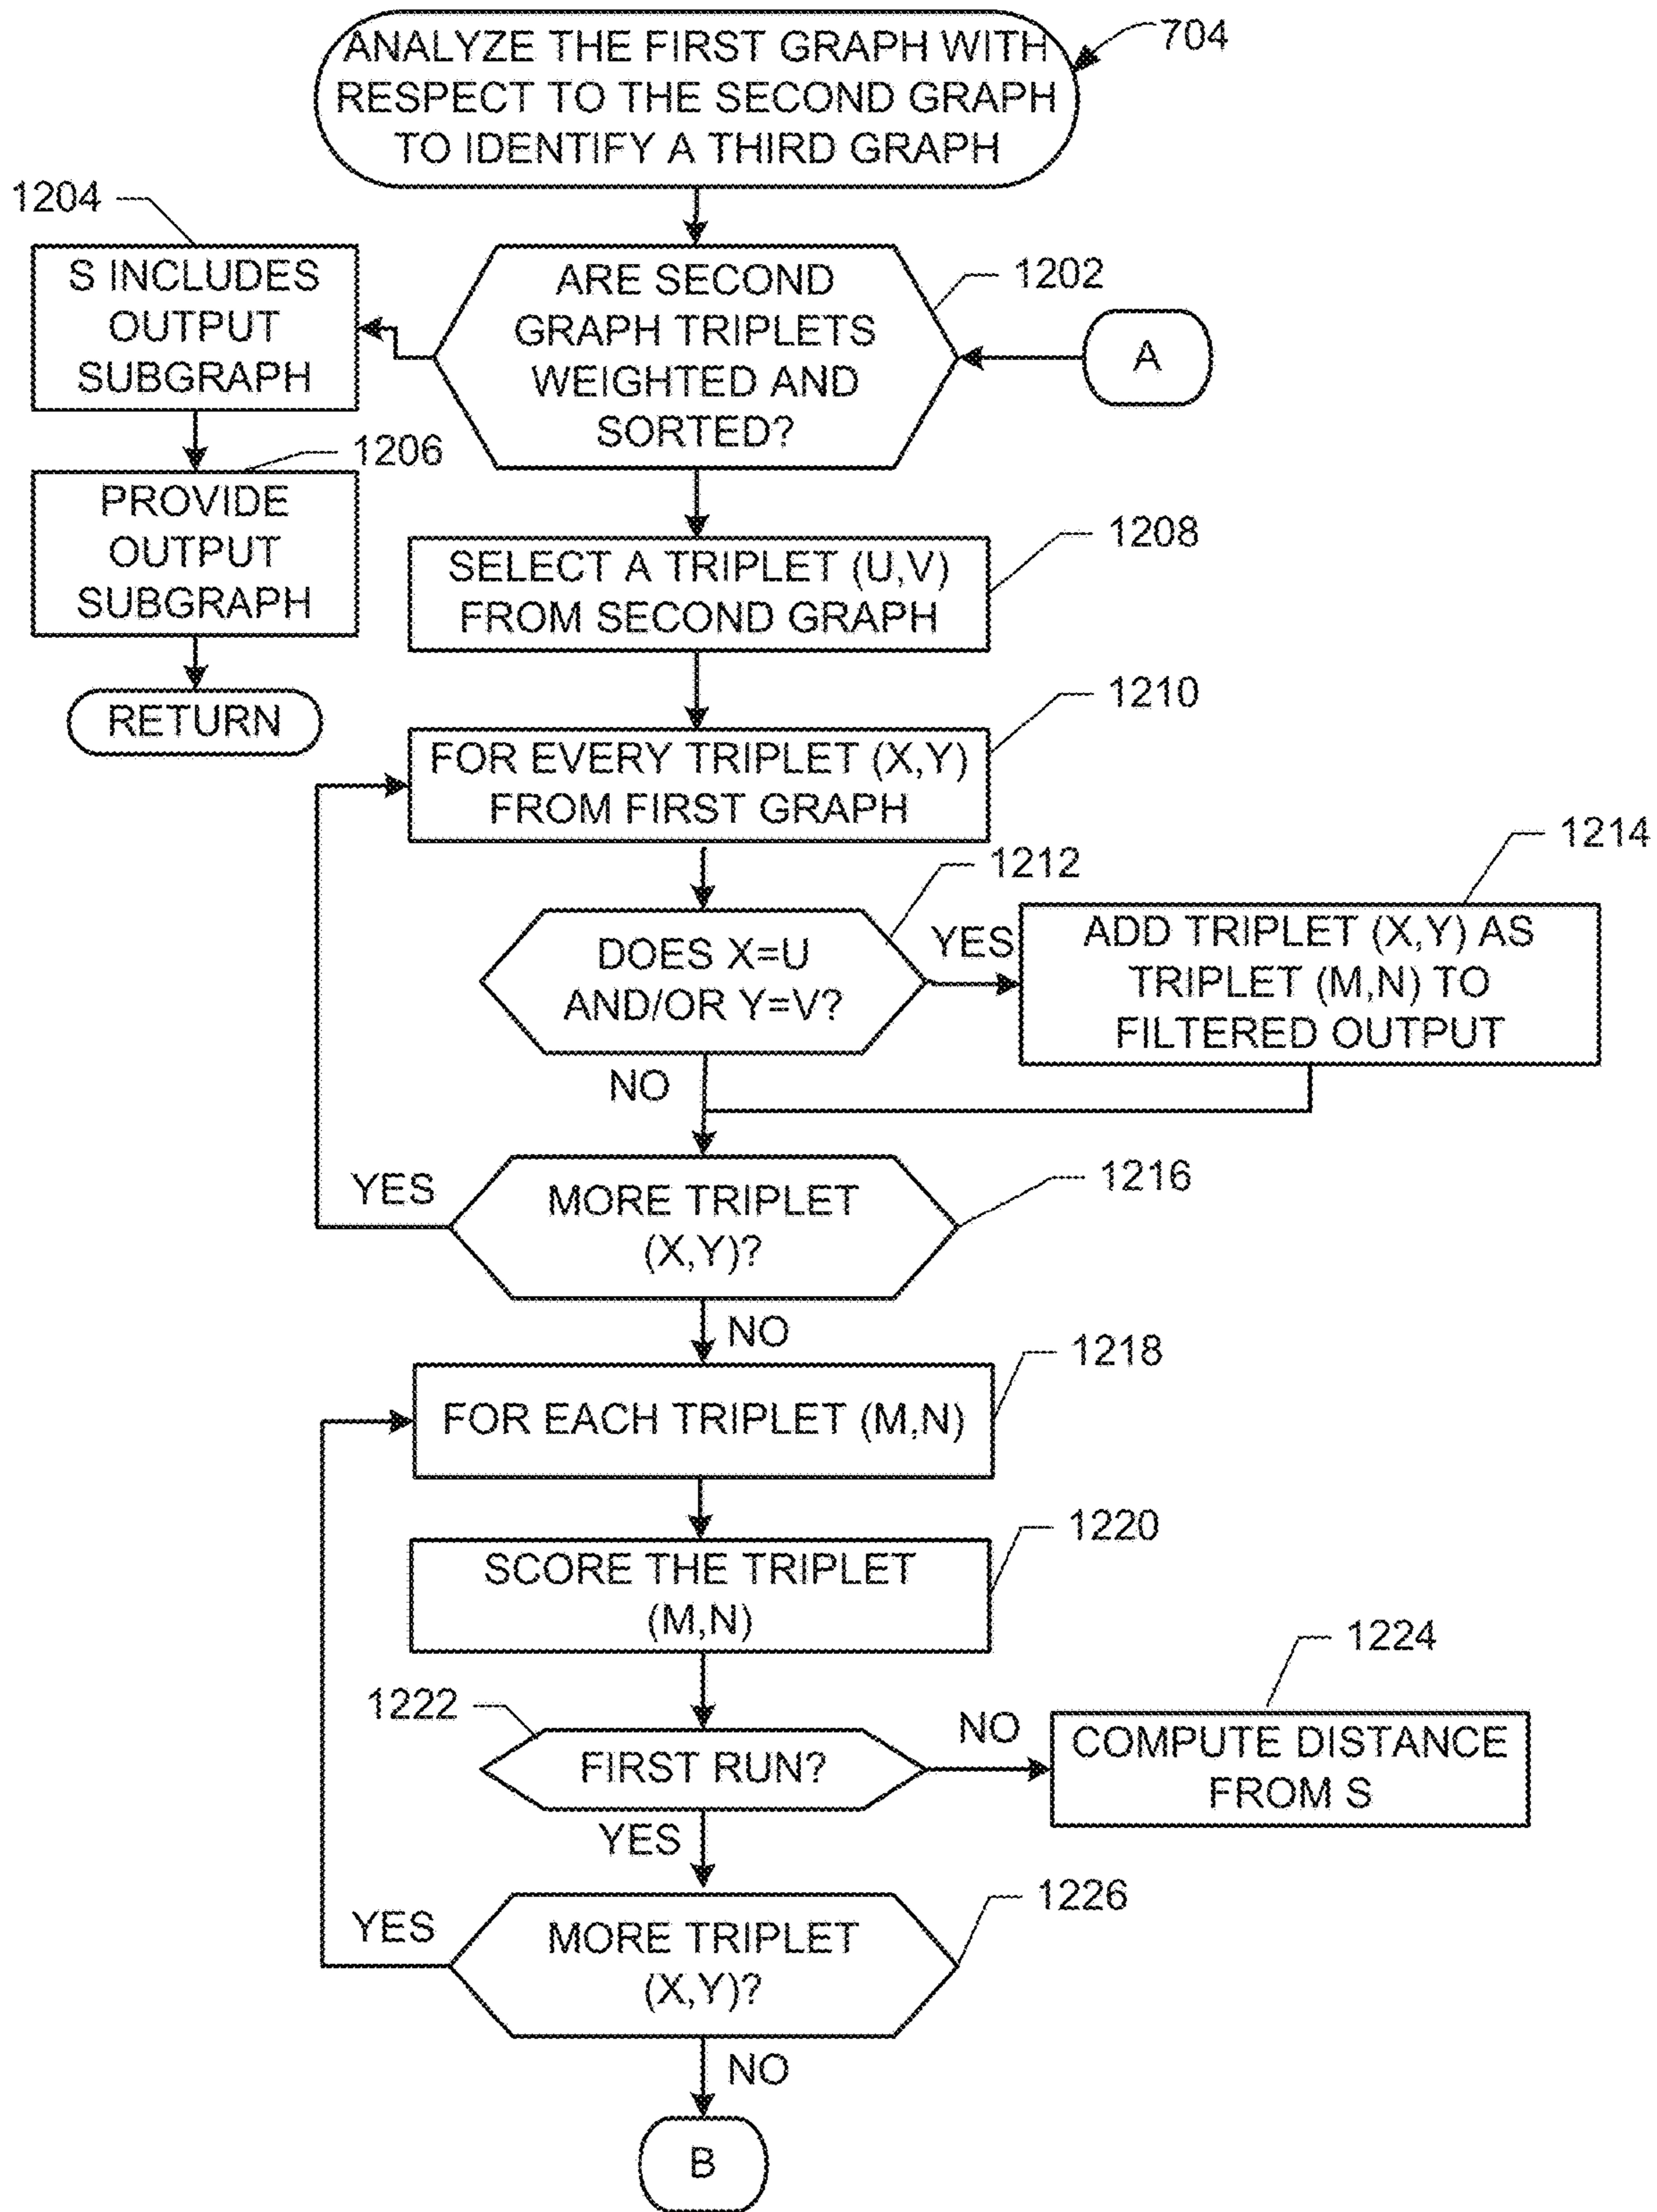 ANALYZE THE FIRST GRAPH WITH
RESPECT TO THE SECOND GRAPH
TO IDENTIFY A THIRD GRAPH
704
1204
S INCLUDES
OUTPUT
SUBGRAPH
ARE SECOND
GRAPH TRIPLETS
WEIGHTED AND
SORTED?
1202
A
1206
PROVIDE
OUTPUT
SUBGRAPH
RETURN
SELECT A TRIPLET (U,V)
FROM SECOND GRAPH
1208
FOR EVERY TRIPLET (X,Y)
FROM FIRST GRAPH
1210
DOES X=U
AND/OR Y=V?
1212
YES
1214
ADD TRIPLET (X,Y) AS
TRIPLET (M,N) TO
FILTERED OUTPUT
NO
MORE TRIPLET
(X,Y)?
1216
YES
NO
FOR EACH TRIPLET (M,N)
1218
SCORE THE TRIPLET
(M,N)
1220
1222
FIRST RUN?
NO
1224
COMPUTE DISTANCE
FROM S
YES
MORE TRIPLET
(X,Y)?
1226
YES
NO
B